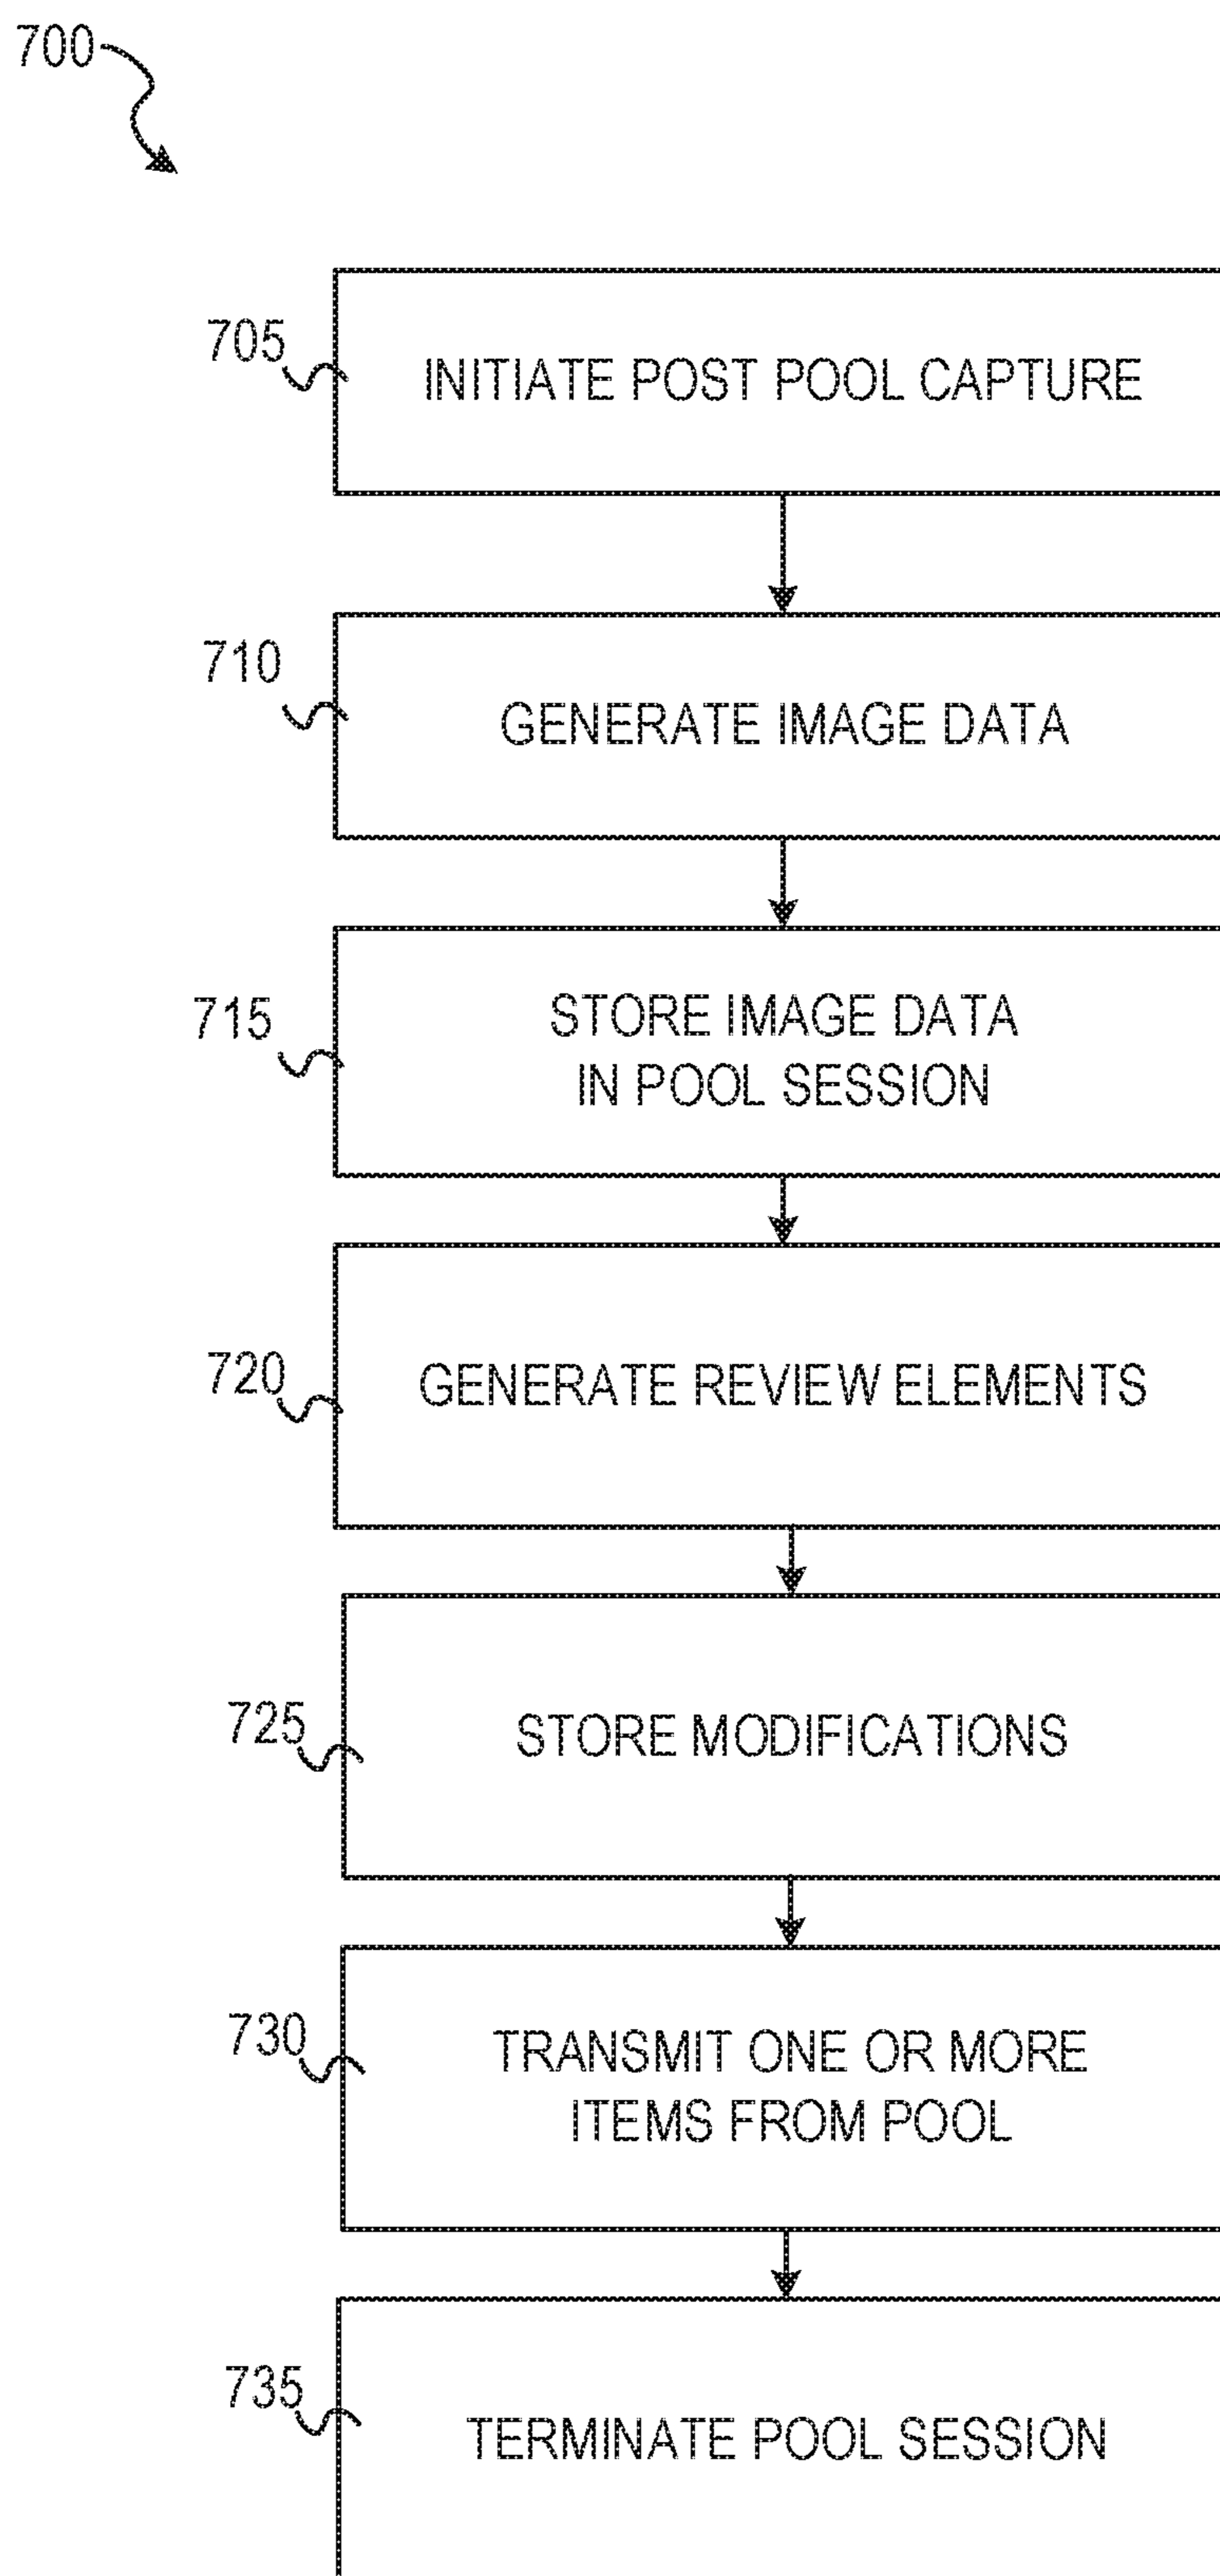 700
705
INITIATE POST POOL CAPTURE
710
GENERATE IMAGE DATA
715
STORE IMAGE DATA
IN POOL SESSION
720
GENERATE REVIEW ELEMENTS
725
STORE MODIFICATIONS
730
TRANSMIT ONE OR MORE
ITEMS FROM POOL
735
TERMINATE POOL SESSION